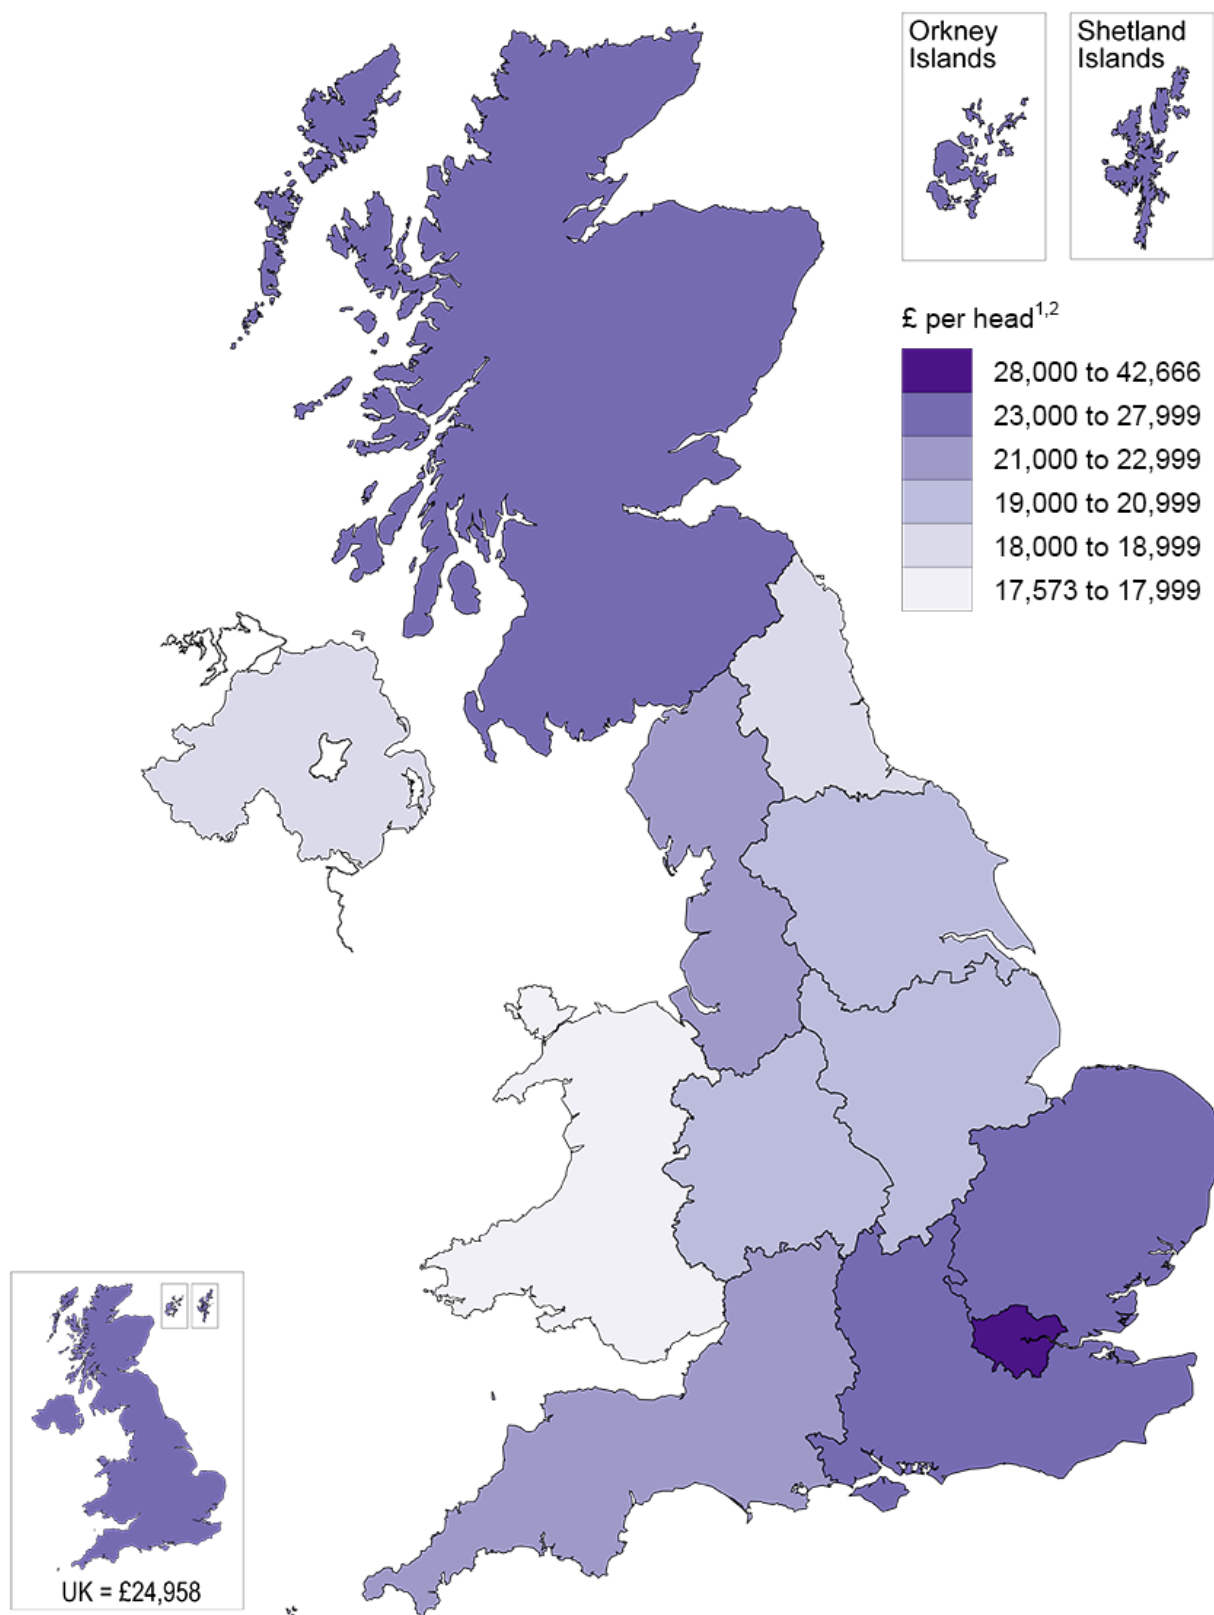 Orkney
Islands
Shetland
Islands
£ per head1,2
28,000 to 42,666
23,000 to 27,999
21,000 to 22,999
19,000 to 20,999
18,000 to 18,999
17,573 to 17,999
UK = £24,958